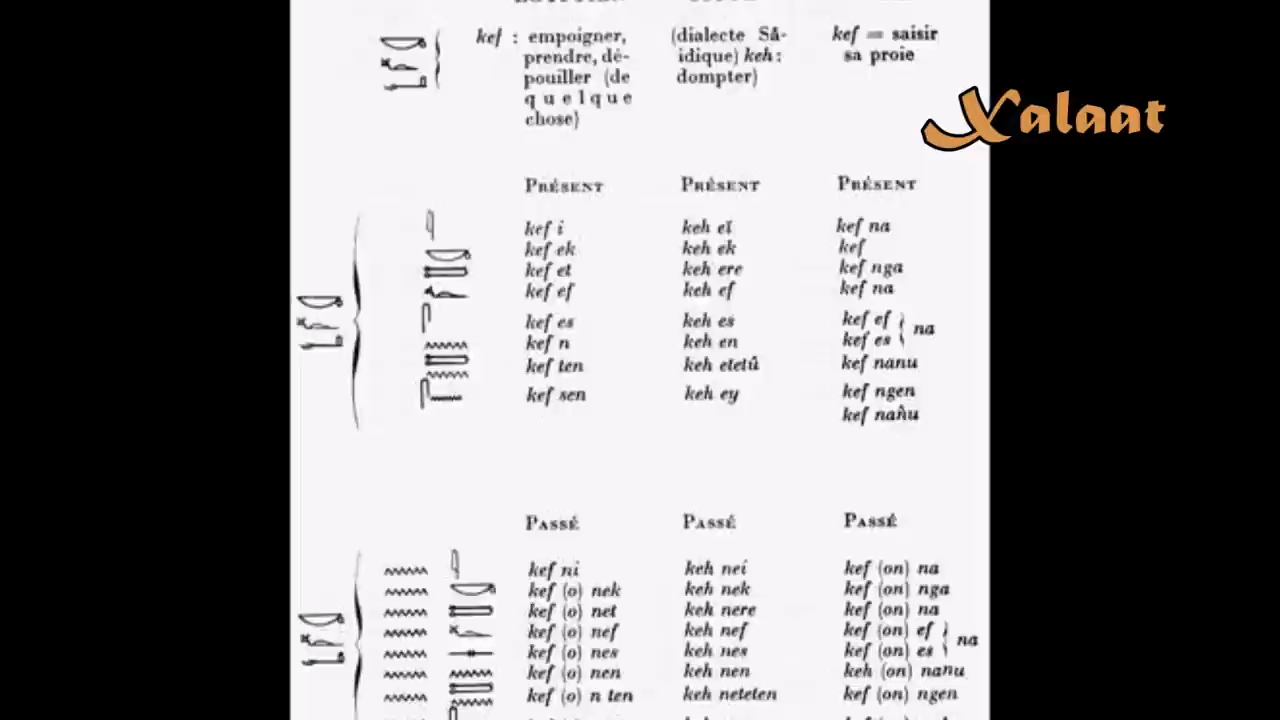 kef : empoigner, (dialecte Sâ- kef = saisir
prendre, dé- idique) keh : sa proie
pouiller (de dompter)
quelque
chose)
Xalaat
PRÉSENT PRÉSENT PRÉSENT
kef i keh eï kef na
kef ek keh ek kef
kef et keh ere kef nga
kef ef keh ef kef na
kef es keh es kef ef } na
kef n keh en kef es
kef ten keh etetû kef nanu
kef sen keh ey kef ngen
kef nañu
PASSÉ PASSÉ PASSÉ
kef ni keh nei kef (on) na
kef (o) nek keh nek kef (on) nga
kef (o) net keh nere kef (on) na
kef (o) nef keh nef kef (on) ef } na
kef (o) nes keh nes kef (on) es
kef (o) nen keh nen keh (on) nanu
kef (o) n ten keh neteten kef (on) ngen